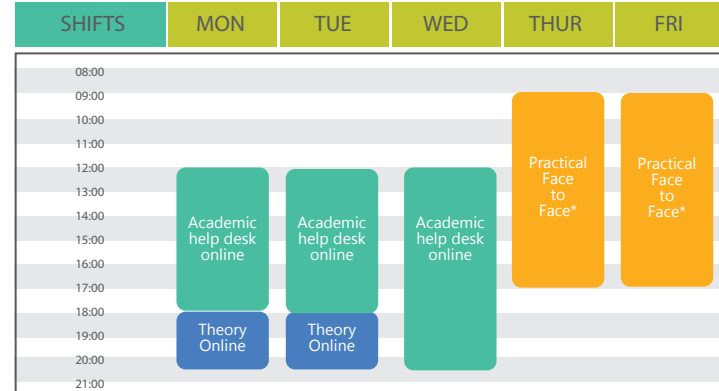 SHIFTS MON TUE WED THUR FRI
08:00
09:00
10:00
11:00
12:00
13:00
14:00
15:00
16:00
17:00
18:00
19:00
20:00
21:00
Academic
help desk
online
Theory
Online
Academic
help desk
online
Theory
Online
Academic
help desk
online
Practical
Face
to
Face*
Practical
Face
to
Face*